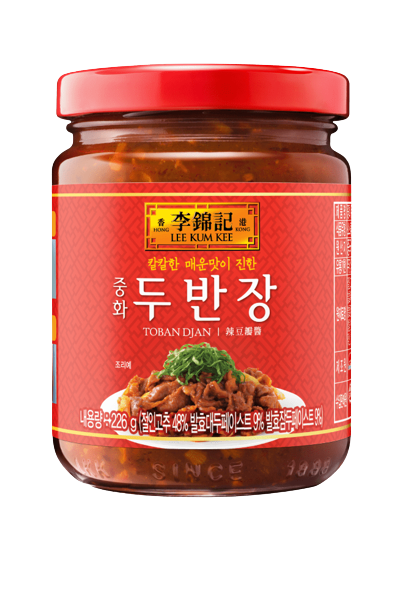 香 港
HONG KONG
李錦記
LEE KUM KEE
칼칼한 매운맛이 진한
중화 두반장
TOBAN DJAN | 辣豆瓣醬
조리예
내용량 226 g (절인고추 48%, 발효대두페이스트 9%, 발효잠두페이스트 9%)
SINCE 1888